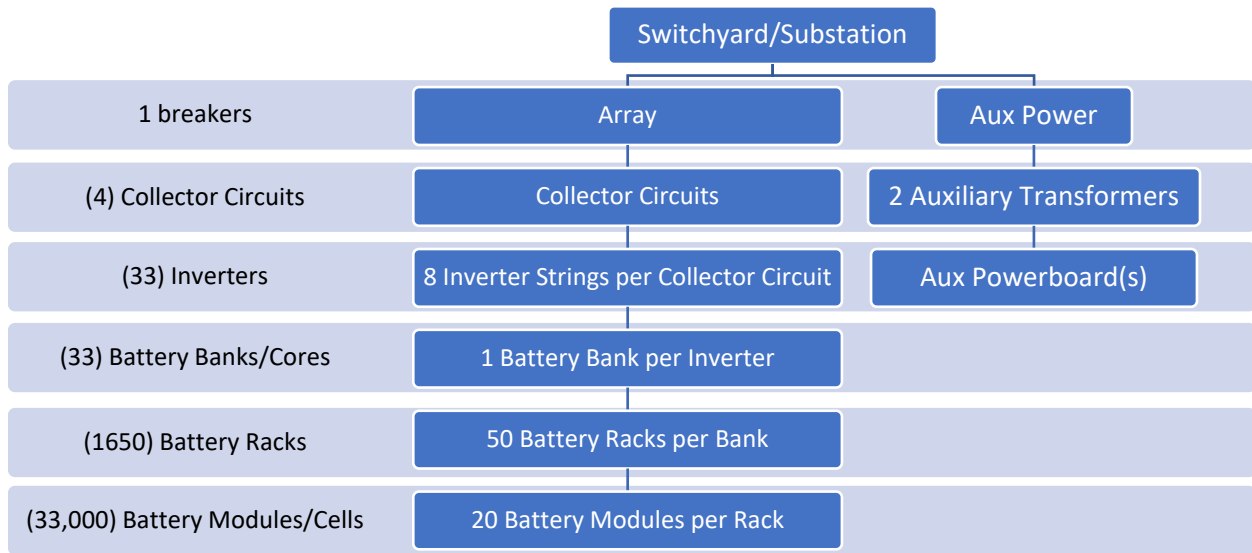 Switchyard/Substation
1 breakers
Array
Aux Power
(4) Collector Circuits
Collector Circuits
2 Auxiliary Transformers
(33) Inverters
8 Inverter Strings per Collector Circuit
Aux Powerboard(s)
(33) Battery Banks/Cores
1 Battery Bank per Inverter
(1650) Battery Racks
50 Battery Racks per Bank
(33,000) Battery Modules/Cells
20 Battery Modules per Rack